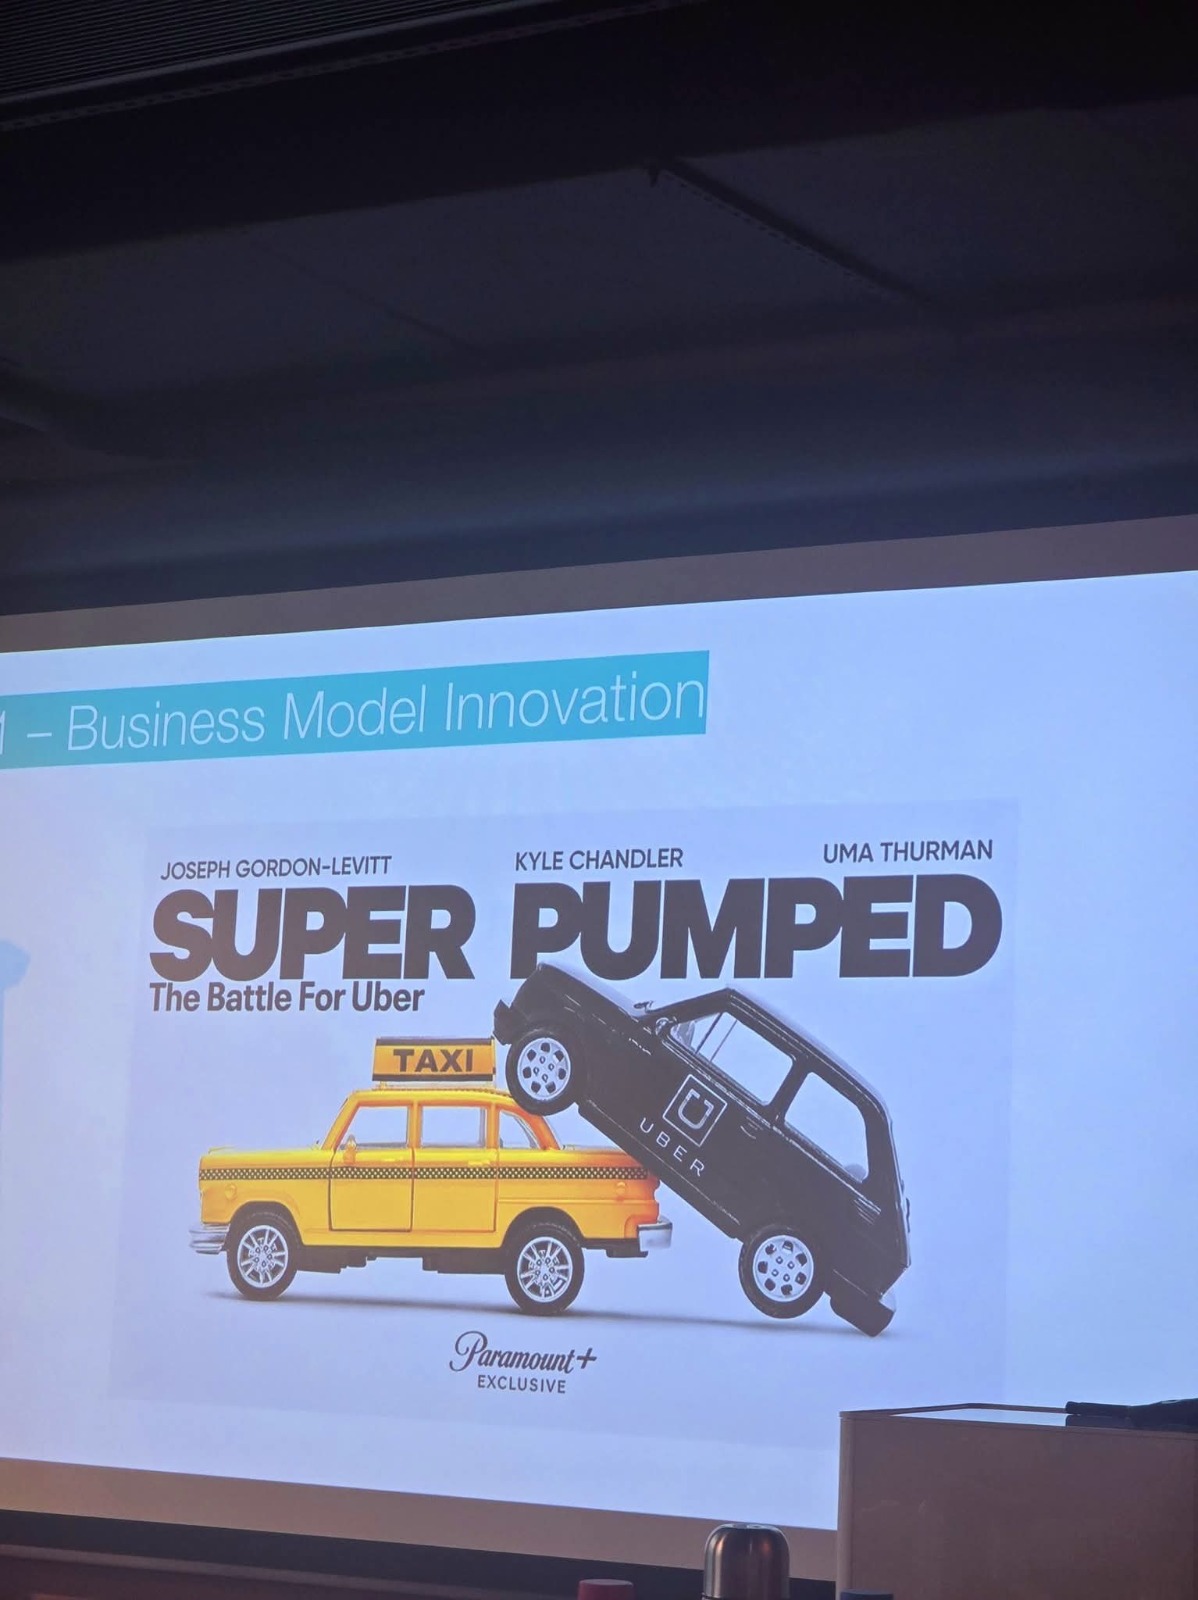 1 – Business Model Innovation
JOSEPH GORDON-LEVITT KYLE CHANDLER UMA THURMAN
SUPER PUMPED
The Battle For Uber
TAXI
UBER
Paramount+
EXCLUSIVE